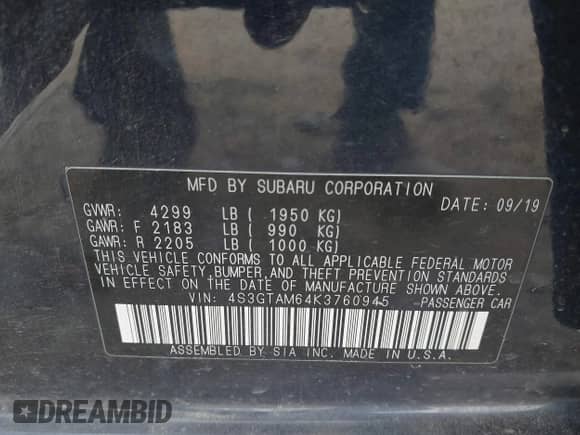 MFD BY SUBARU CORPORATION
GVWR: 4299 LB ( 1950 KG) DATE: 09/19
GAWR: F 2183 LB ( 990 KG)
GAWR: R 2205 LB ( 1000 KG)
THIS VEHICLE CONFORMS TO ALL APPLICABLE FEDERAL MOTOR
VEHICLE SAFETY,BUMPER,AND THEFT PREVENTION STANDARDS
IN EFFECT ON THE DATE OF MANUFACTURE SHOWN ABOVE.
VIN: 4S3GTAM64K3760945 PASSENGER CAR
ASSEMBLED BY SIA INC. MADE IN U.S.A.
DREAMBID